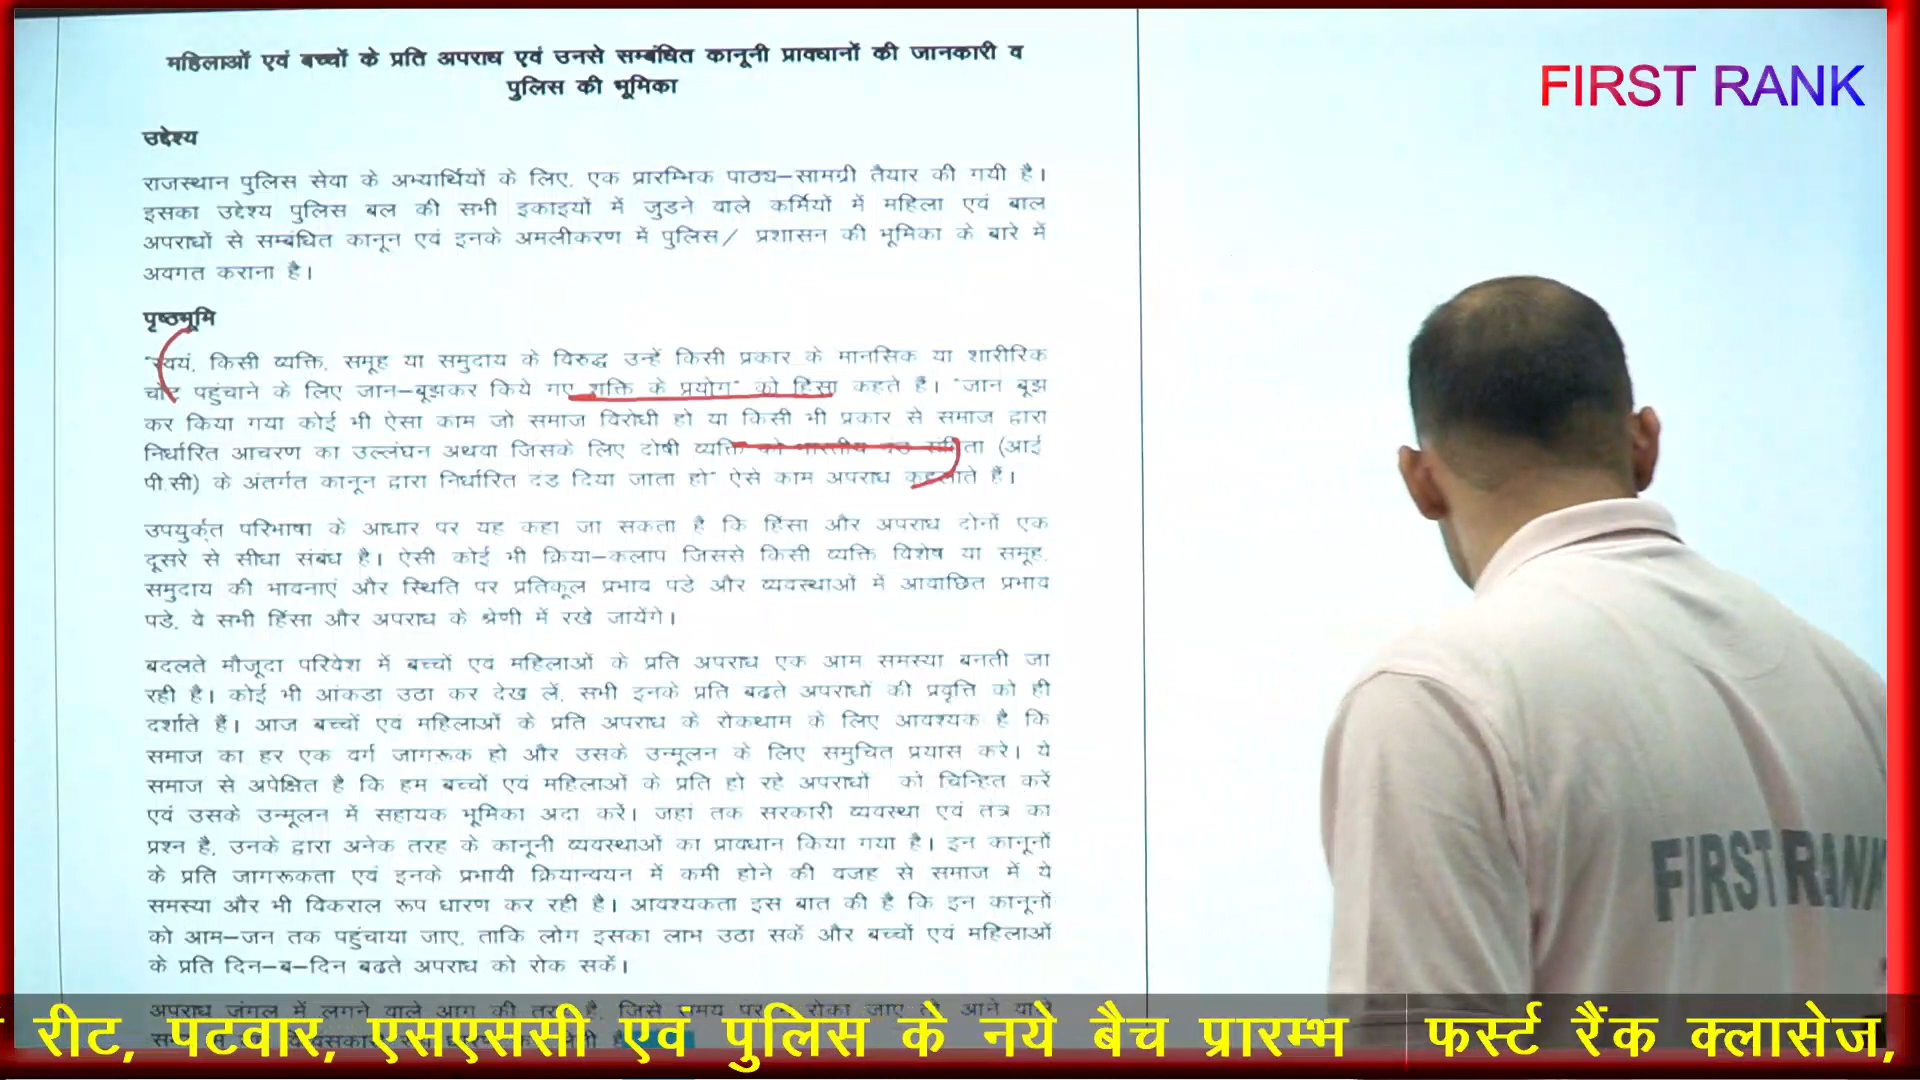 महिलाओं एवं बच्चों के प्रति अपराध एवं उनसे सम्बंधित कानूनी प्रावधानों की जानकारी व
पुलिस की भूमिका
FIRST RANK
उद्देश्य
राजस्थान पुलिस सेवा के अभ्यार्थियों के लिए, एक प्रारम्भिक पाठ्य–सामग्री तैयार की गयी है।
इसका उद्देश्य पुलिस बल की सभी इकाइयों में जुडने वाले कर्मियों में महिला एवं बाल
अपराधों से सम्बंधित कानून एवं इनके अमलीकरण में पुलिस/ प्रशासन की भूमिका के बारे में
अवगत कराना है।
पृष्ठभूमि
"स्वयं, किसी व्यक्ति, समूह या समुदाय के विरुद्ध उन्हें किसी प्रकार के मानसिक या शारीरिक
चोट पहुंचाने के लिए जान–बूझकर किये गए शक्ति के प्रयोग" को हिंसा कहते हैं। "जान बूझ
कर किया गया कोई भी ऐसा काम जो समाज विरोधी हो या किसी भी प्रकार से समाज द्वारा
निर्धारित आचरण का उल्लंघन अथवा जिसके लिए दोषी व्यक्ति को भारतीय दंड संहिता (आई
पी.सी) के अंतर्गत कानून द्वारा निर्धारित दंड दिया जाता हो" ऐसे काम अपराध कहलाते हैं।
उपयुर्क्त परिभाषा के आधार पर यह कहा जा सकता है कि हिंसा और अपराध दोनों एक
दूसरे से सीधा संबंध है। ऐसी कोई भी क्रिया–कलाप जिससे किसी व्यक्ति विशेष या समूह,
समुदाय की भावनाएं और स्थिति पर प्रतिकूल प्रभाव पडे और व्यवस्थाओं में आवांछित प्रभाव
पडे, ये सभी हिंसा और अपराध के श्रेणी में रखे जायेंगे।
बदलते मौजूदा परिवेश में बच्चों एवं महिलाओं के प्रति अपराध एक आम समस्या बनती जा
रही है। कोई भी आंकडा उठा कर देख लें, सभी इनके प्रति बढते अपराधों की प्रवृत्ति को ही
दर्शाते हैं। आज बच्चों एवं महिलाओं के प्रति अपराध के रोकथाम के लिए आवश्यक है कि
समाज का हर एक वर्ग जागरूक हो और उसके उन्मूलन के लिए समुचित प्रयास करे। ये
समाज से अपेक्षित है कि हम बच्चों एवं महिलाओं के प्रति हो रहे अपराधों को चिन्हित करें
एवं उसके उन्मूलन में सहायक भूमिका अदा करें। जहां तक सरकारी व्यवस्था एवं तंत्र का
प्रश्न है, उनके द्वारा अनेक तरह के कानूनी व्यवस्थाओं का प्रावधान किया गया है। इन कानूनों
के प्रति जागरूकता एवं इनके प्रभावी क्रियान्वयन में कमी होने की वजह से समाज में ये
समस्या और भी विकराल रूप धारण कर रही है। आवश्यकता इस बात की है कि इन कानूनों
को आम–जन तक पहुंचाया जाए, ताकि लोग इसका लाभ उठा सकें और बच्चों एवं महिलाओं
के प्रति दिन–ब–दिन बढते अपराध को रोक सकें।
अपराध जंगल में लगने वाले आग की है, जिसे समय पर रोका जाए तो आने वाले
FIRST RANK
रीट, पटवार, एसएससी एवं पुलिस के नये बैच प्रारम्भ फर्स्ट रैंक क्लासेज,